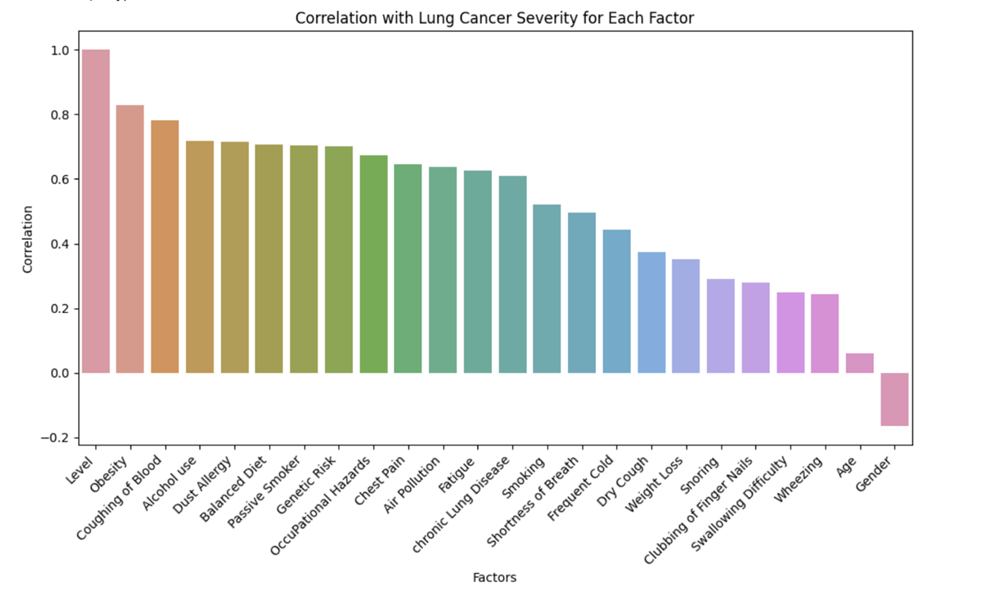 Correlation with Lung Cancer Severity for Each Factor
Correlation
1.0
0.8
0.6
0.4
0.2
0.0
−0.2
Level
Obesity
Coughing of Blood
Alcohol use
Dust Allergy
Balanced Diet
Passive Smoker
Genetic Risk
OccuPational Hazards
Chest Pain
Air Pollution
Fatigue
chronic Lung Disease
Smoking
Shortness of Breath
Frequent Cold
Dry Cough
Weight Loss
Snoring
Clubbing of Finger Nails
Swallowing Difficulty
Wheezing
Age
Gender
Factors